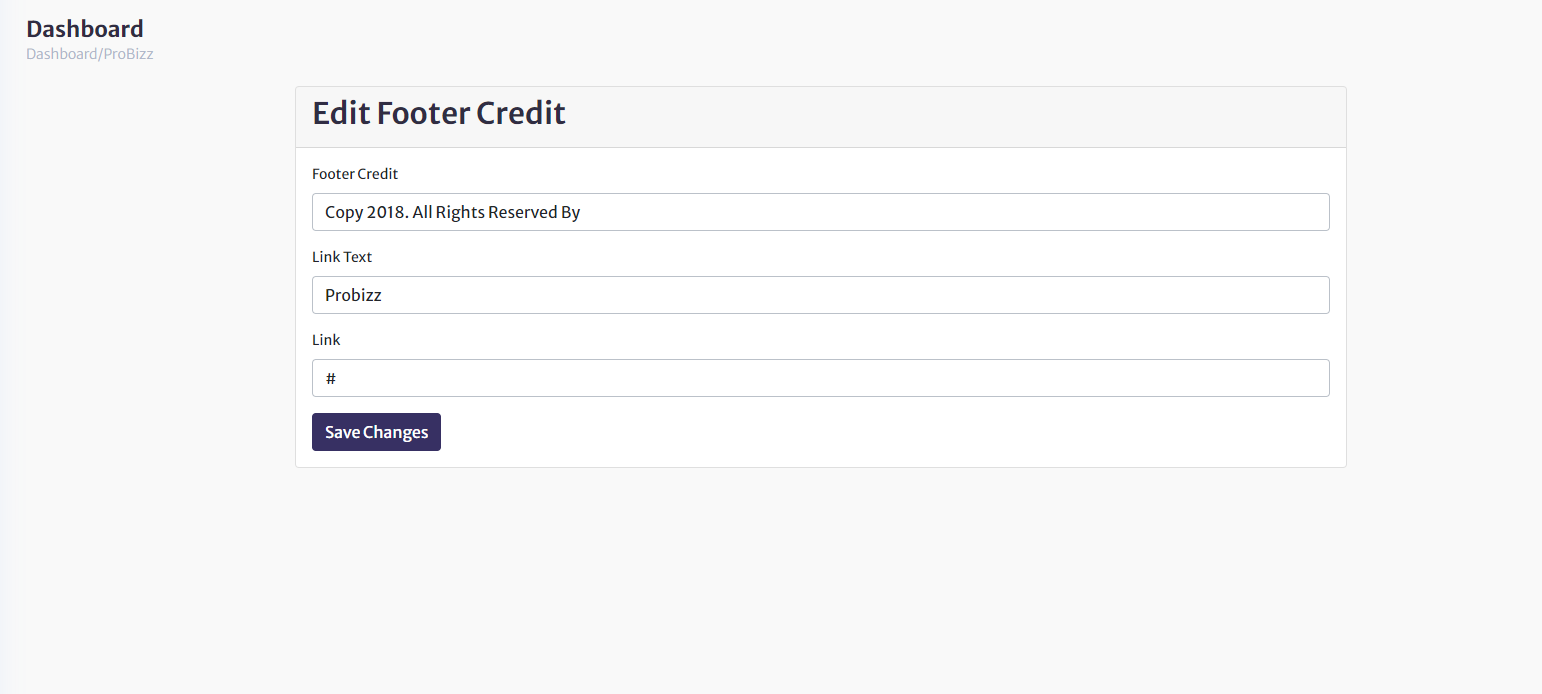 Dashboard
Dashboard/ProBizz
Edit Footer Credit
Footer Credit
Copy 2018. All Rights Reserved By
Link Text
Probizz
Link
#
Save Changes